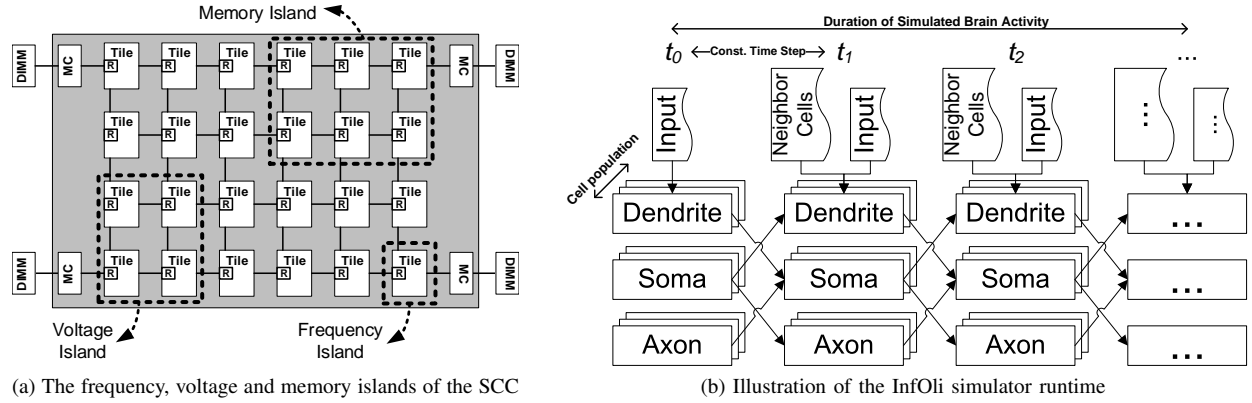 Memory Island
Tile Tile Tile Tile Tile Tile
R R R R R R
DIMM MC MC DIMM
Tile Tile Tile Tile Tile Tile
R R R R R R
Tile Tile Tile Tile Tile Tile
R R R R R R
Tile Tile Tile Tile Tile Tile
R R R R R R
DIMM MC MC DIMM
Voltage
Island
Frequency
Island
(a) The frequency, voltage and memory islands of the SCC
Duration of Simulated Brain Activity
t0 Const. Time Step t1 t2 ...
Input
Neighbor
Cells
Input
Neighbor
Cells
Input
...
...
Cell population
Dendrite Dendrite Dendrite ...
Soma Soma Soma ...
Axon Axon Axon ...
(b) Illustration of the InfOli simulator runtime